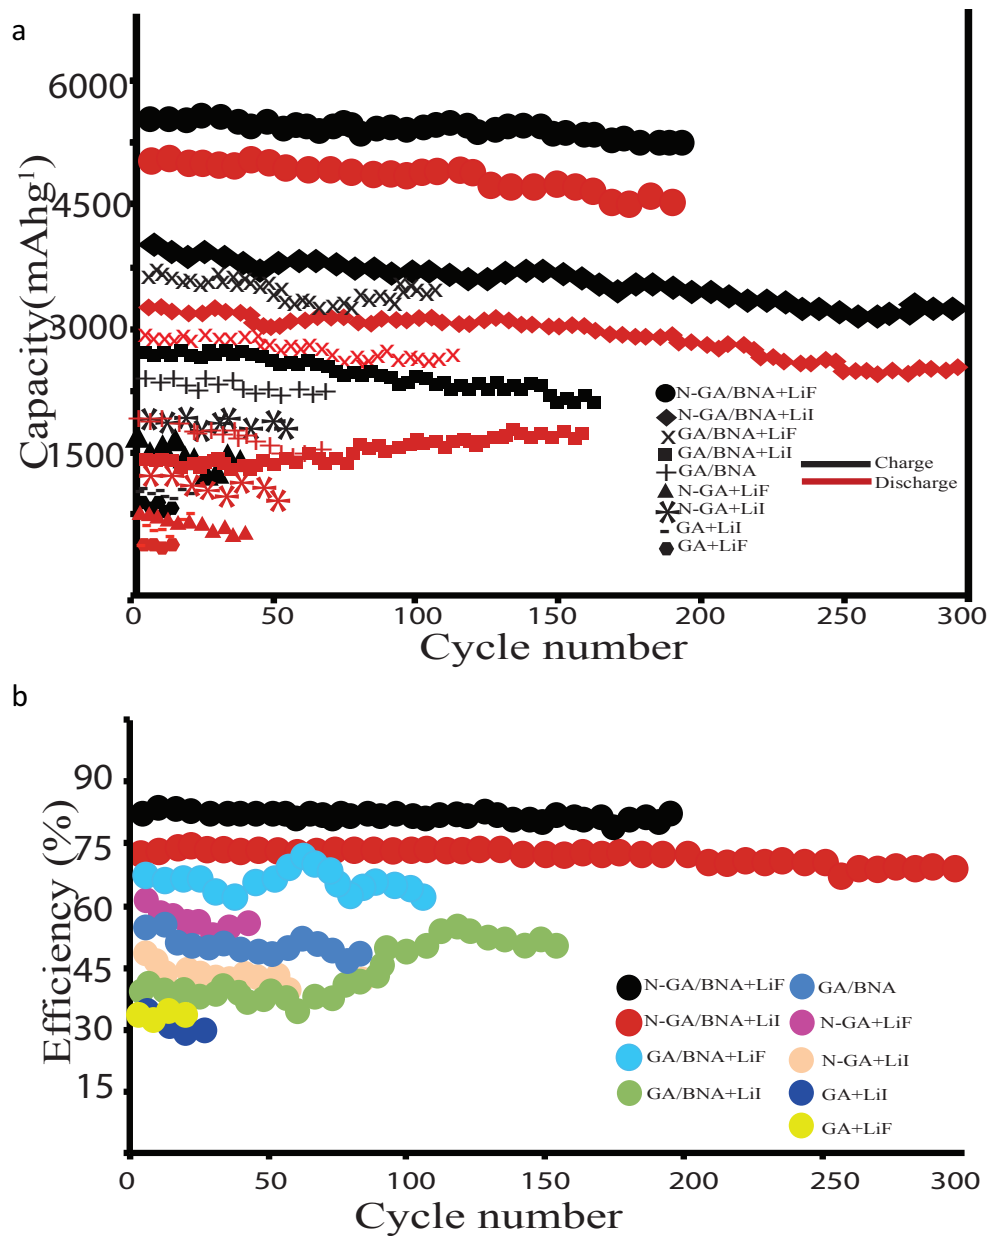 a
6000
4500
3000
1500
Capacity(mAhg¹)
N-GA/BNA+LiF
N-GA/BNA+LiI
GA/BNA+LiF
GA/BNA+LiI
GA/BNA
N-GA+LiF
N-GA+LiI
GA+LiI
GA+LiF
Charge
Discharge
0 50 100 150 200 250 300
Cycle number
b
90
75
60
45
30
15
Efficiency (%)
N-GA/BNA+LiF
N-GA/BNA+LiI
GA/BNA+LiF
GA/BNA+LiI
GA/BNA
N-GA+LiF
N-GA+LiI
GA+LiI
GA+LiF
0 50 100 150 200 250 300
Cycle number